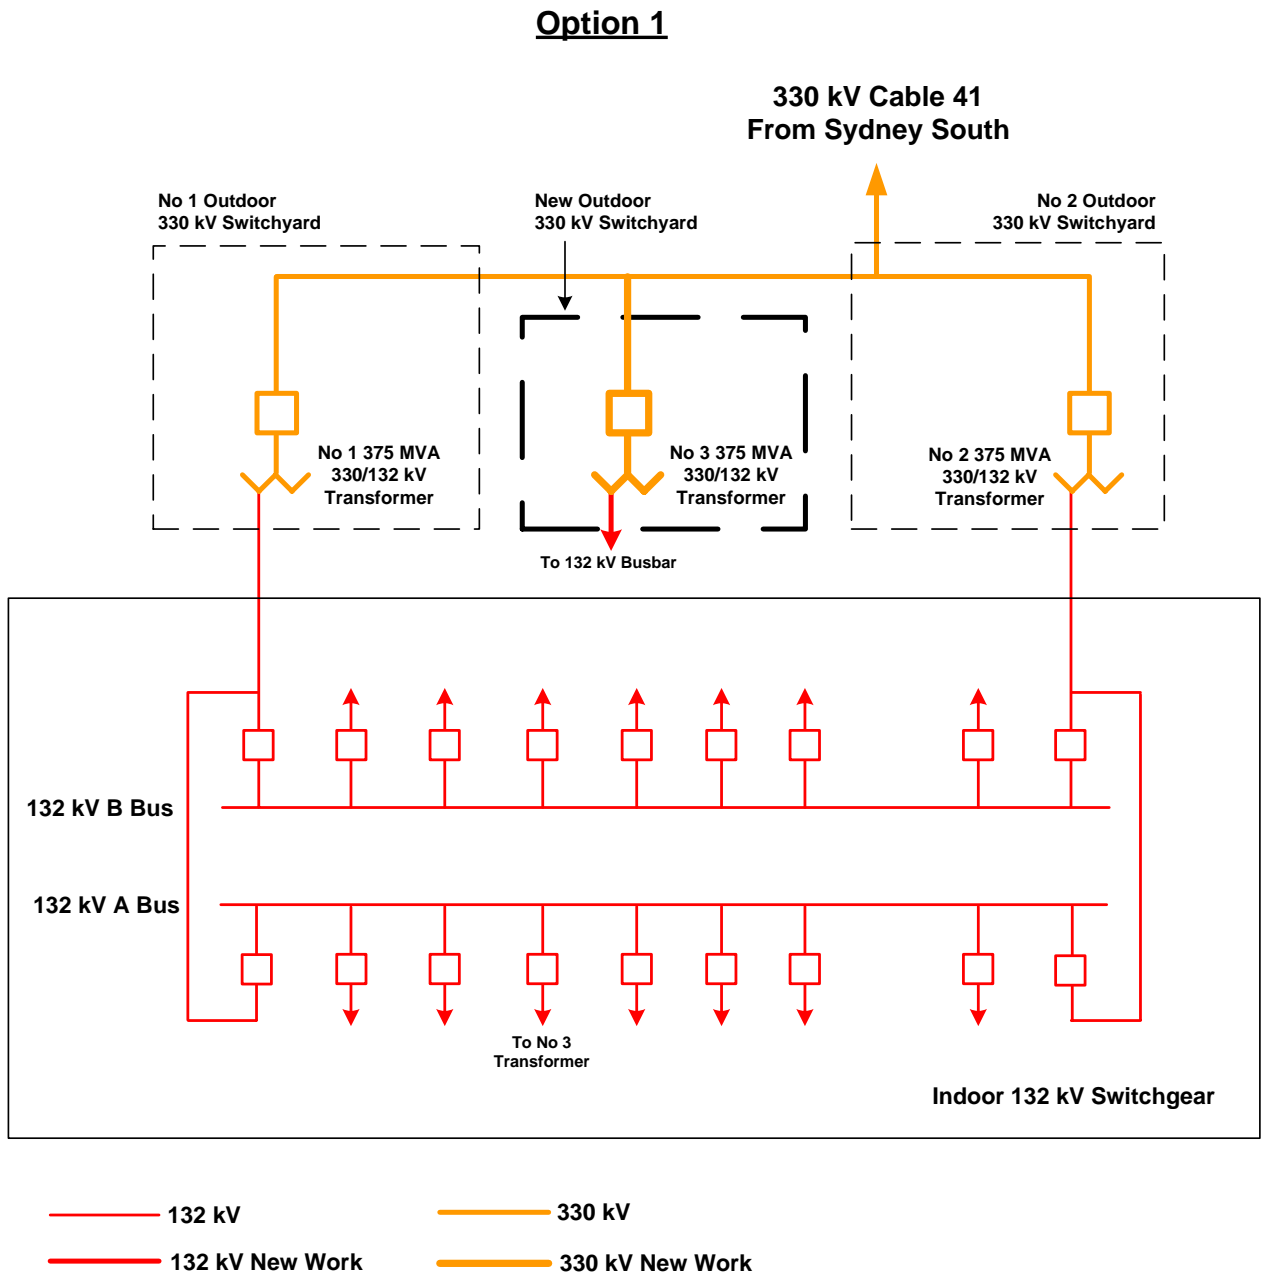 Option 1
330 kV Cable 41
From Sydney South
No 1 Outdoor
330 kV Switchyard
New Outdoor
330 kV Switchyard
No 2 Outdoor
330 kV Switchyard
No 1 375 MVA
330/132 kV
Transformer
No 3 375 MVA
330/132 kV
Transformer
No 2 375 MVA
330/132 kV
Transformer
To 132 kV Busbar
132 kV B Bus
132 kV A Bus
To No 3
Transformer
Indoor 132 kV Switchgear
132 kV
330 kV
132 kV New Work
330 kV New Work